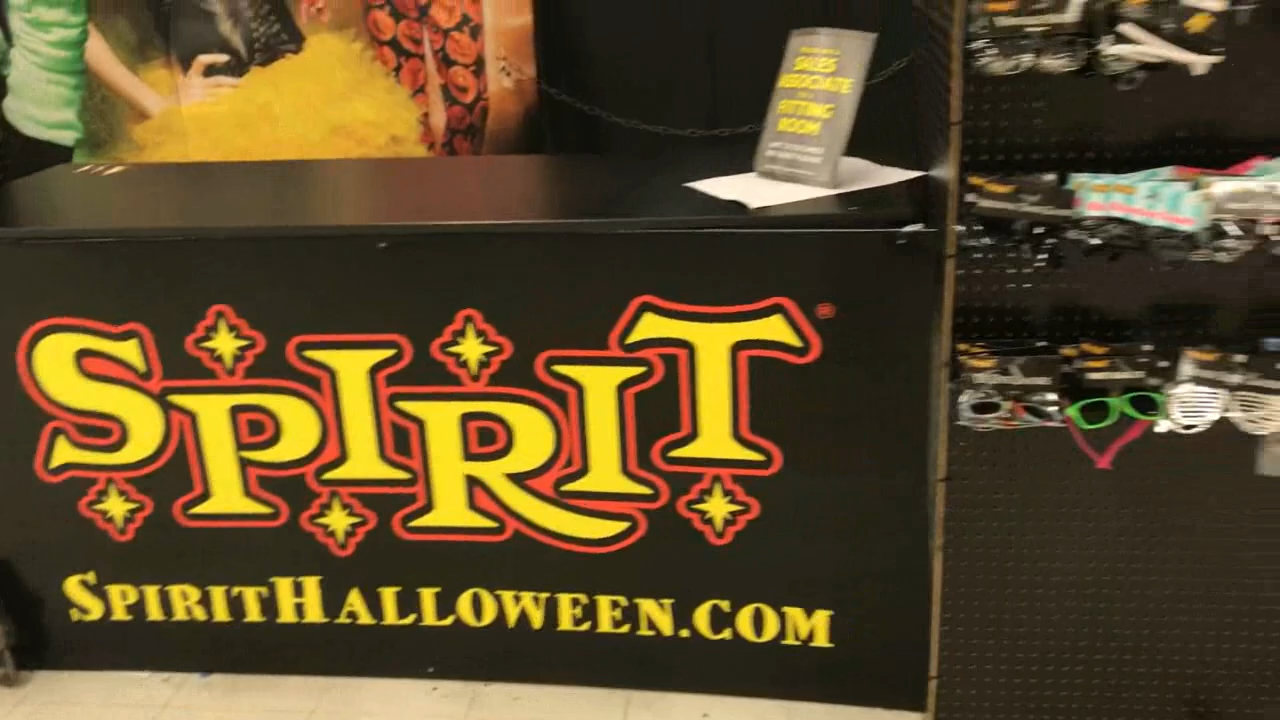 SALES
ASSOCIATE
FITTING
ROOM
SPIRIT®
SPIRITHALLOWEEN.COM